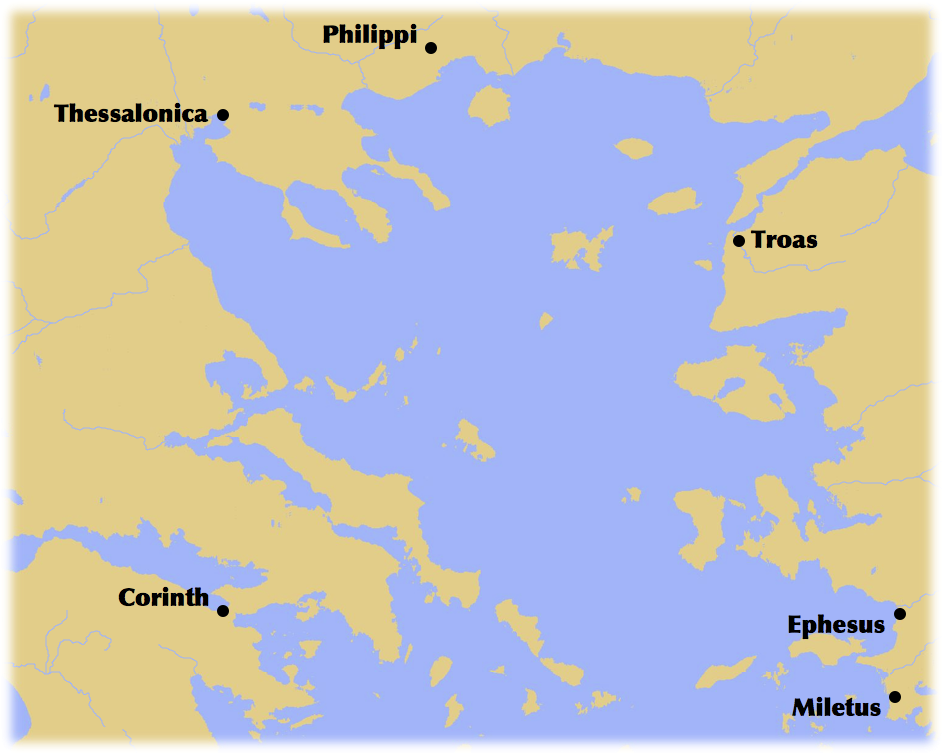 Philippi
Thessalonica
Troas
Corinth
Ephesus
Miletus